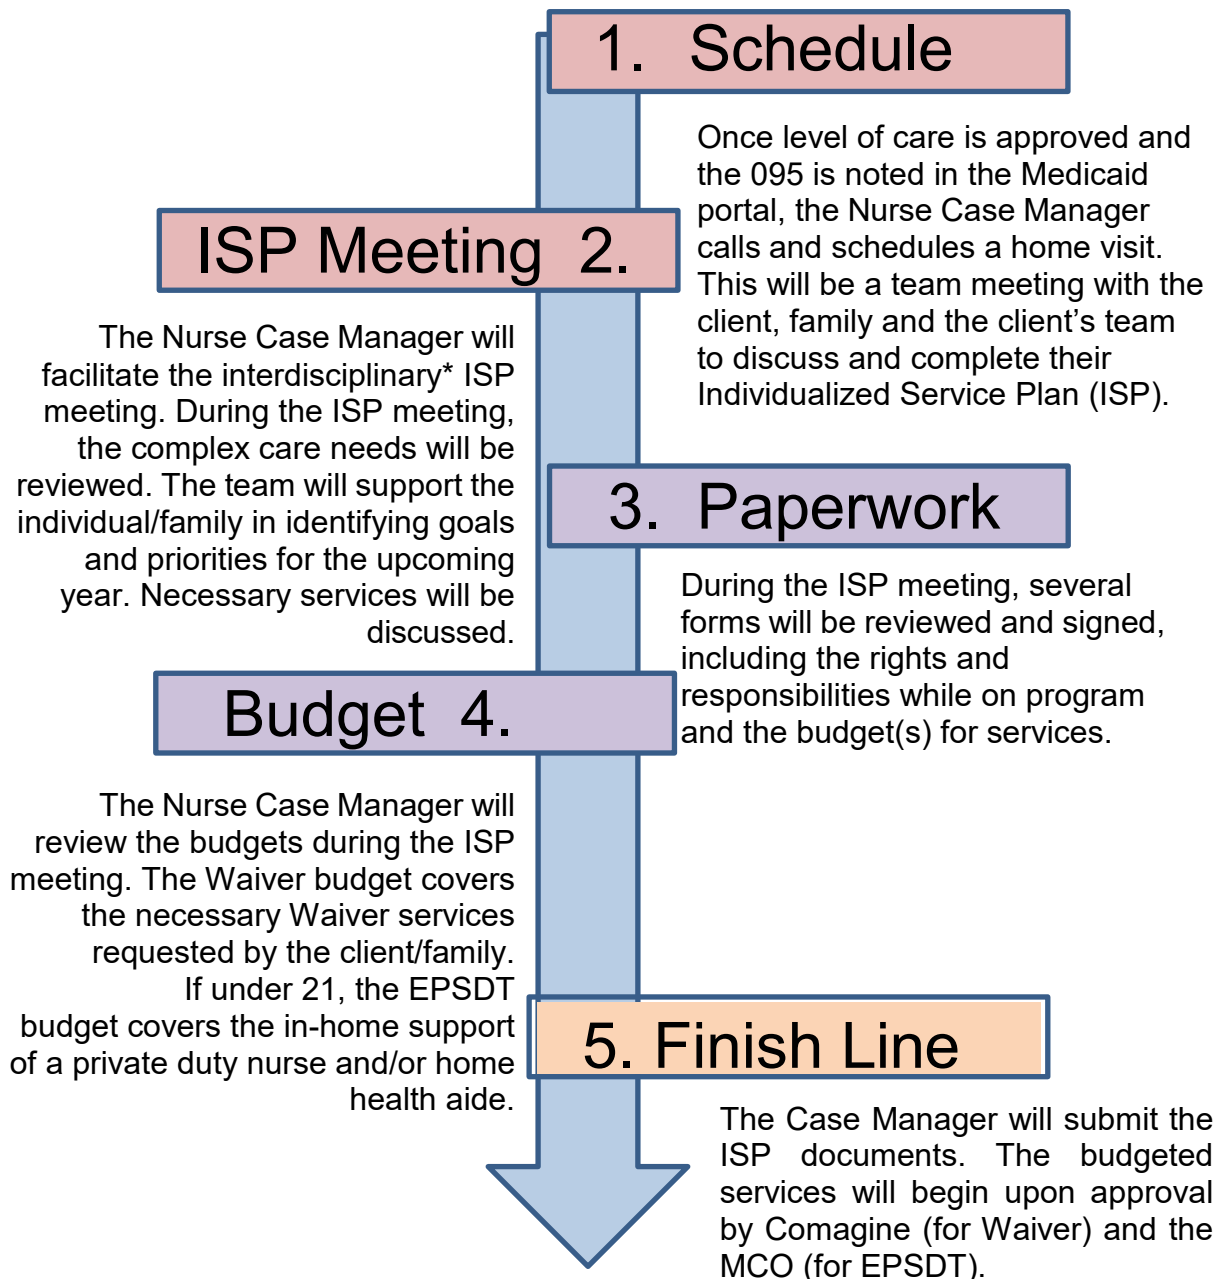 1. Schedule
Once level of care is approved and
the 095 is noted in the Medicaid
portal, the Nurse Case Manager
calls and schedules a home visit.
This will be a team meeting with the
client, family and the client’s team
to discuss and complete their
Individualized Service Plan (ISP).
ISP Meeting 2.
The Nurse Case Manager will
facilitate the interdisciplinary* ISP
meeting. During the ISP meeting,
the complex care needs will be
reviewed. The team will support the
individual/family in identifying goals
and priorities for the upcoming
year. Necessary services will be
discussed.
3. Paperwork
During the ISP meeting, several
forms will be reviewed and signed,
including the rights and
responsibilities while on program
and the budget(s) for services.
Budget 4.
The Nurse Case Manager will
review the budgets during the ISP
meeting. The Waiver budget covers
the necessary Waiver services
requested by the client/family.
If under 21, the EPSDT
budget covers the in-home support
of a private duty nurse and/or home
health aide.
5. Finish Line
The Case Manager will submit the
ISP documents. The budgeted
services will begin upon approval
by Comagine (for Waiver) and the
MCO (for EPSDT).